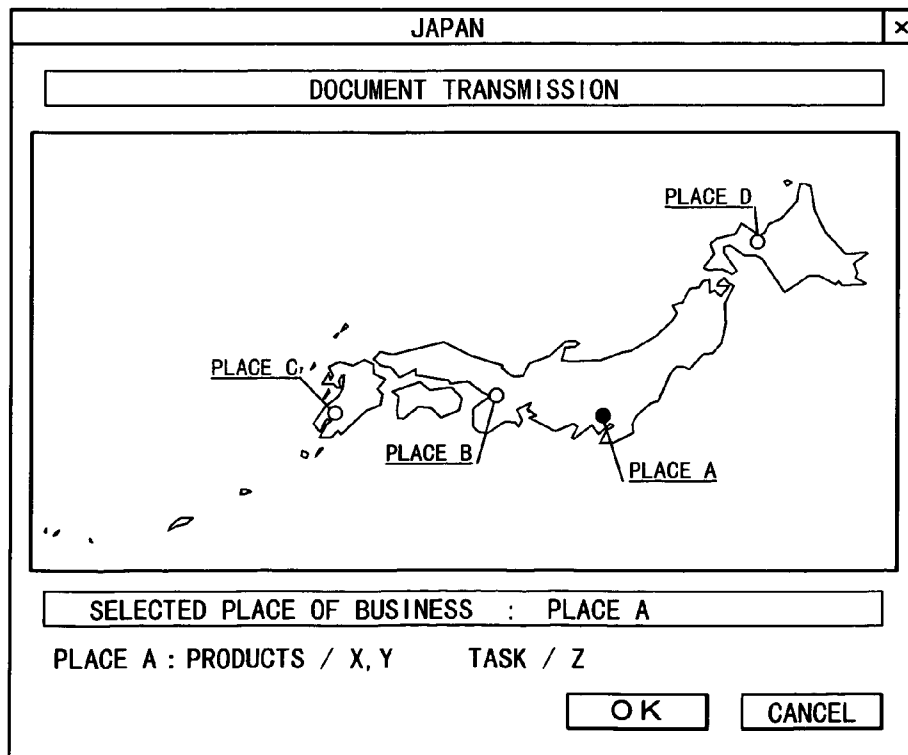 JAPAN ×
DOCUMENT TRANSMISSION
PLACE D
PLACE C
PLACE B
PLACE A
SELECTED PLACE OF BUSINESS : PLACE A
PLACE A : PRODUCTS / X, Y TASK / Z
OK CANCEL